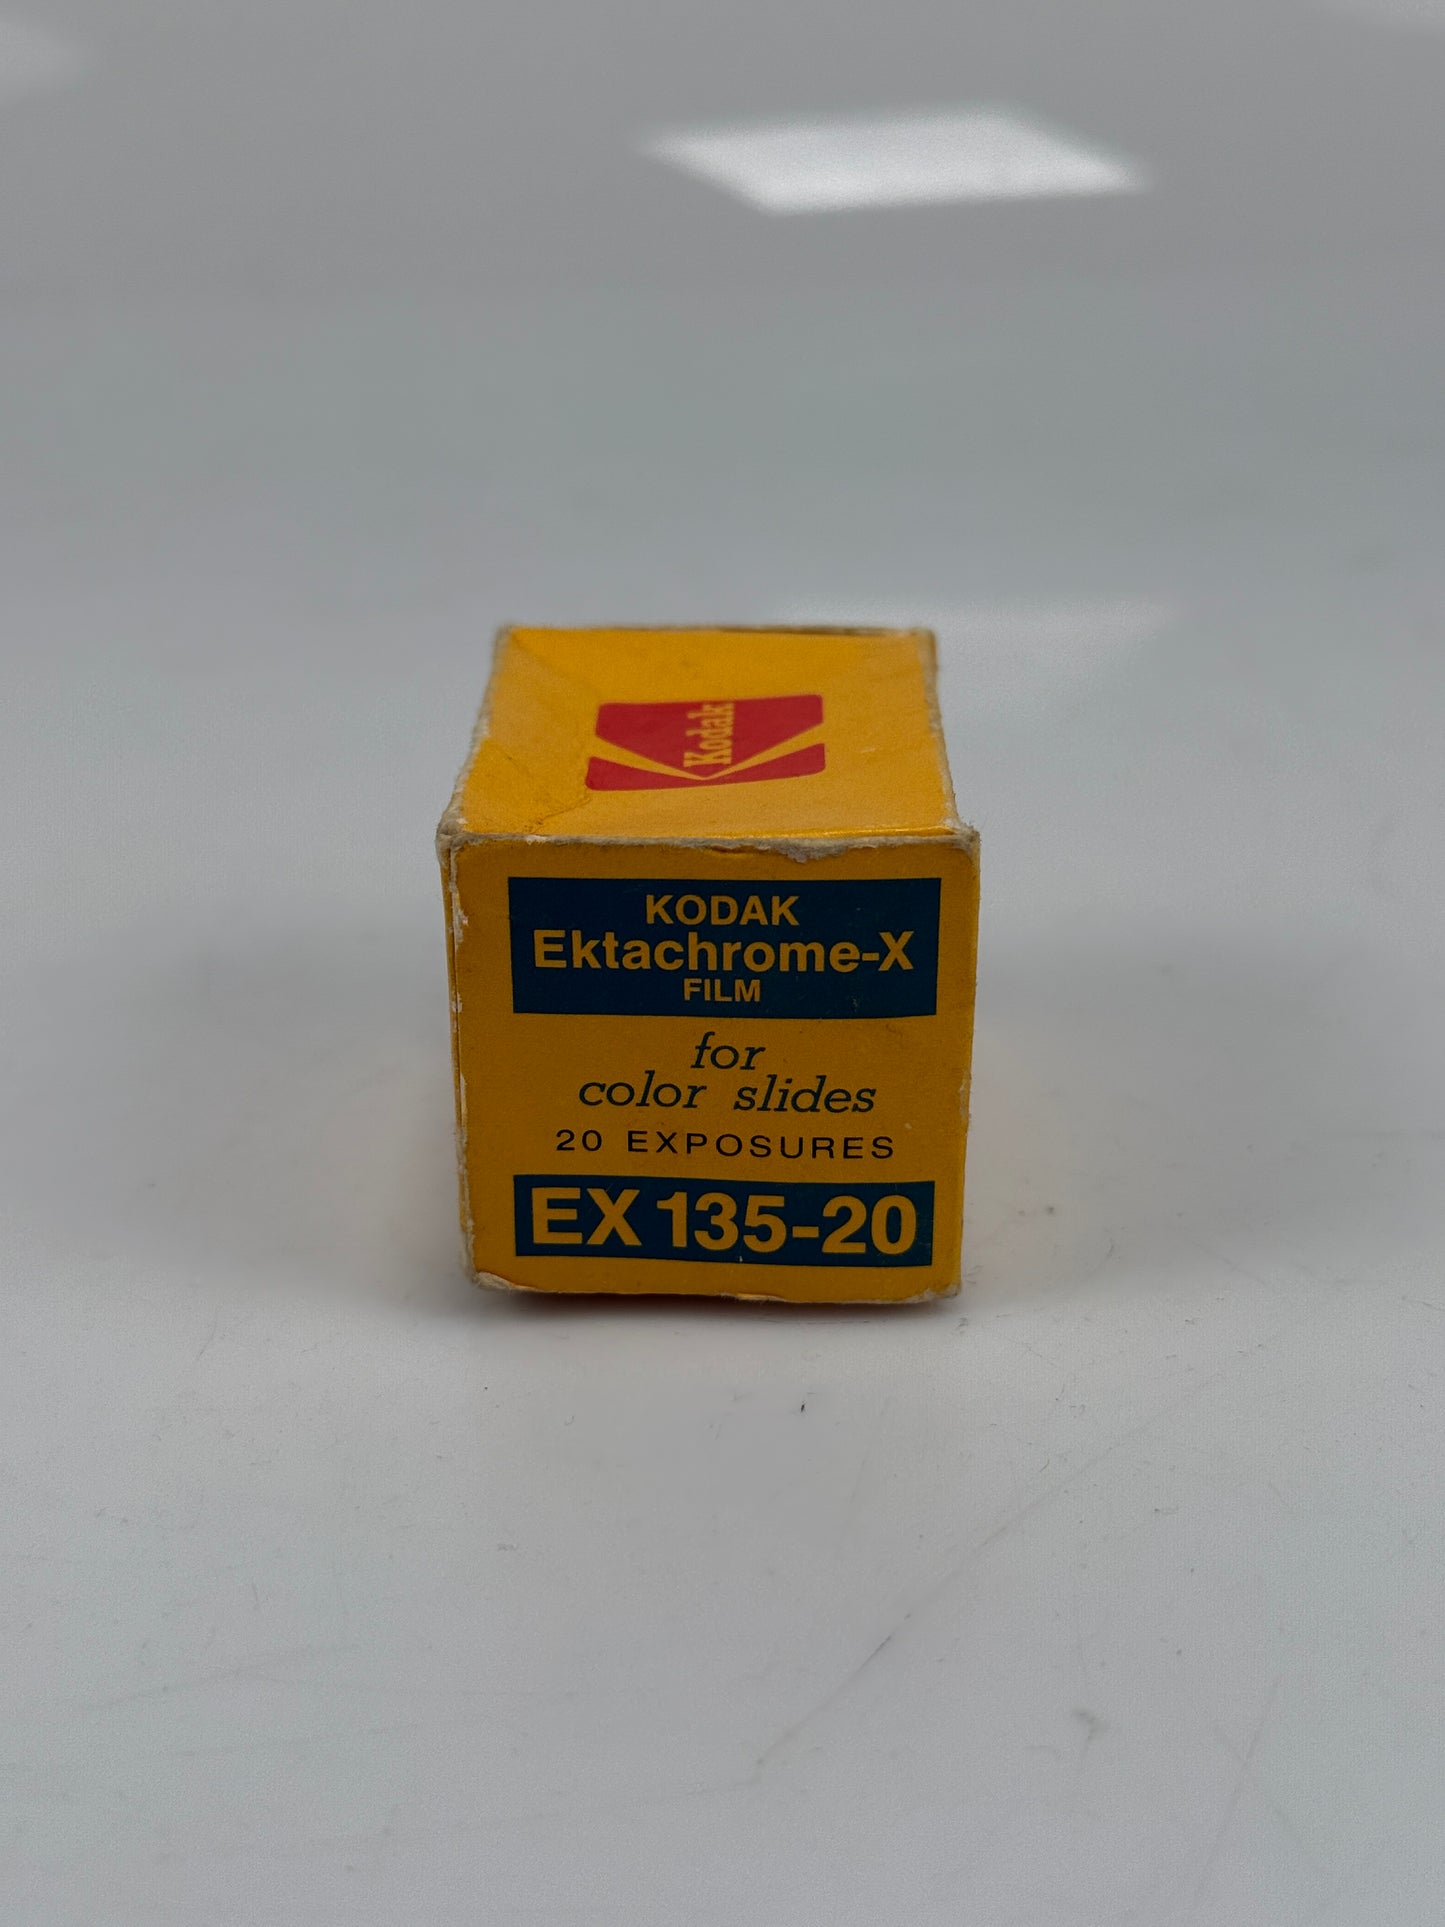 Kodak
KODAK
Ektachrome-X
FILM
for
color slides
20 EXPOSURES
EX 135-20